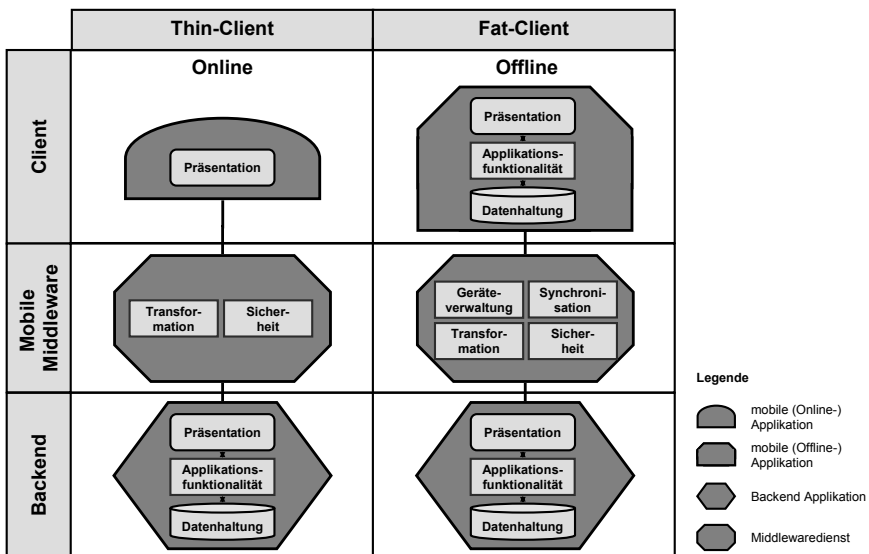 Thin-Client
Fat-Client
Online
Offline
Client
Präsentation
Präsentation
Applikations-
funktionalität
Datenhaltung
Mobile
Middleware
Transfor-
mation
Sicher-
heit
Geräte-
verwaltung
Synchroni-
sation
Transfor-
mation
Sicher-
heit
Backend
Präsentation
Applikations-
funktionalität
Datenhaltung
Präsentation
Applikations-
funktionalität
Datenhaltung
Legende
mobile (Online-)
Applikation
mobile (Offline-)
Applikation
Backend Applikation
Middlewaredienst